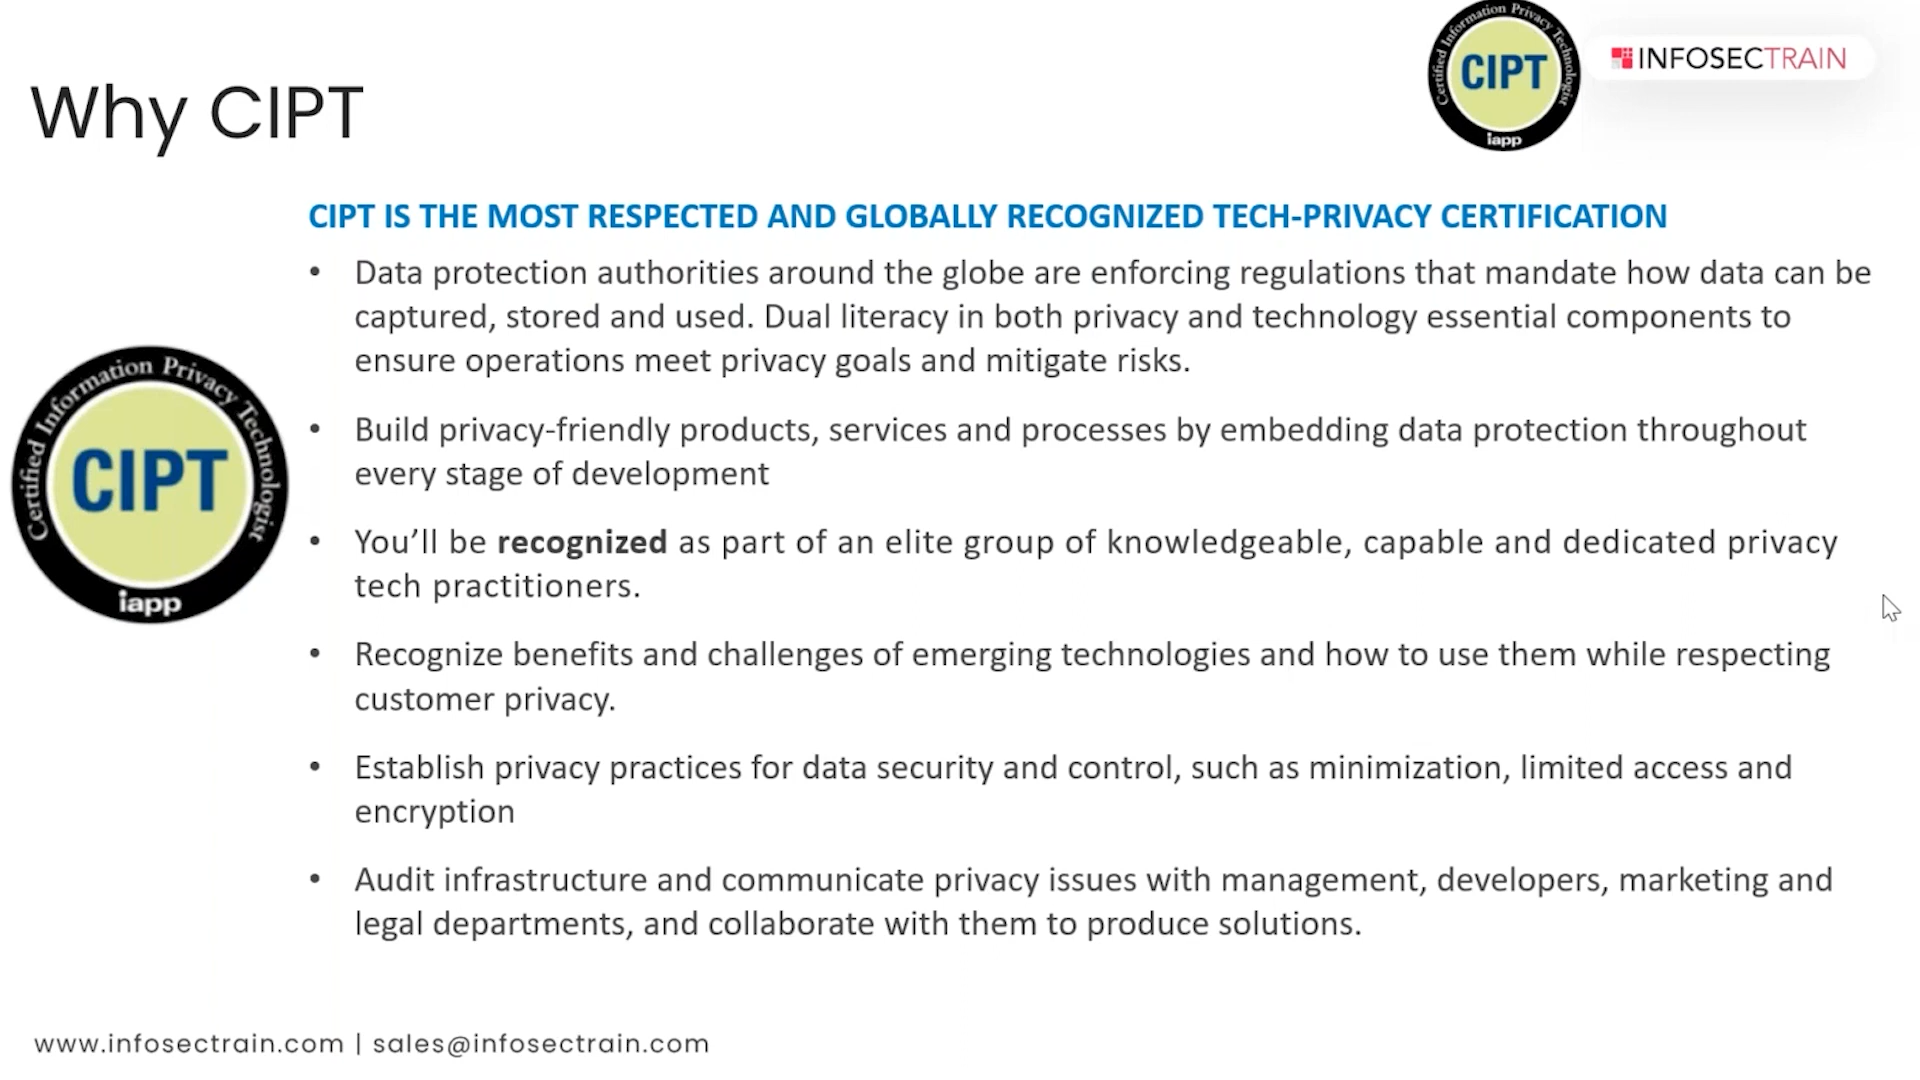 Certified Information Privacy Technologist
CIPT
iapp
INFOSECTRAIN
Why CIPT
CIPT IS THE MOST RESPECTED AND GLOBALLY RECOGNIZED TECH-PRIVACY CERTIFICATION
• Data protection authorities around the globe are enforcing regulations that mandate how data can be
captured, stored and used. Dual literacy in both privacy and technology essential components to
ensure operations meet privacy goals and mitigate risks.
• Build privacy-friendly products, services and processes by embedding data protection throughout
every stage of development
• You’ll be recognized as part of an elite group of knowledgeable, capable and dedicated privacy
tech practitioners.
• Recognize benefits and challenges of emerging technologies and how to use them while respecting
customer privacy.
• Establish privacy practices for data security and control, such as minimization, limited access and
encryption
• Audit infrastructure and communicate privacy issues with management, developers, marketing and
legal departments, and collaborate with them to produce solutions.
Certified Information Privacy Technologist
CIPT
iapp
www.infosectrain.com | sales@infosectrain.com